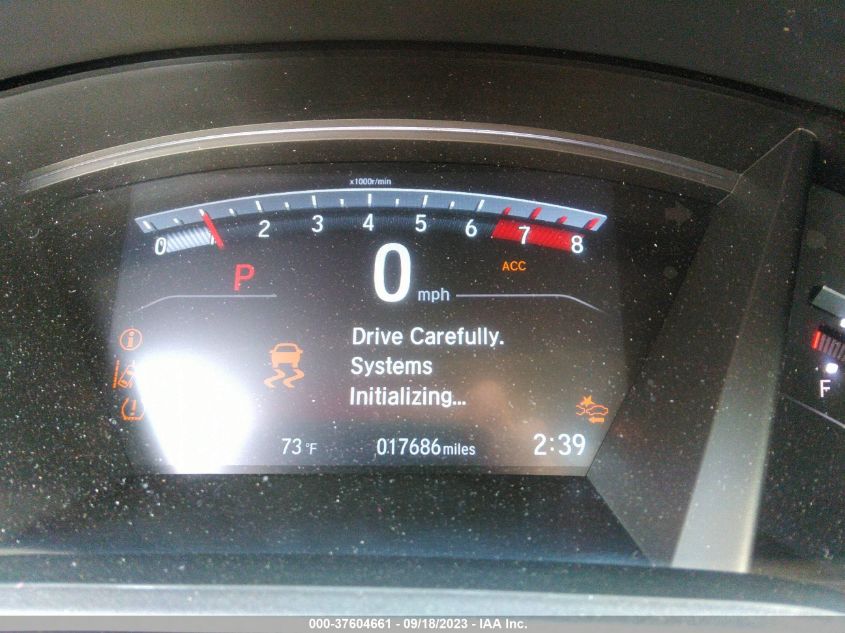 x1000r/min
0 1 2 3 4 5 6 7 8
P 0 mph ACC
Drive Carefully.
Systems
Initializing...
73 °F 017686 miles 2:39
F
000-37604661 - 09/18/2023 - IAA Inc.